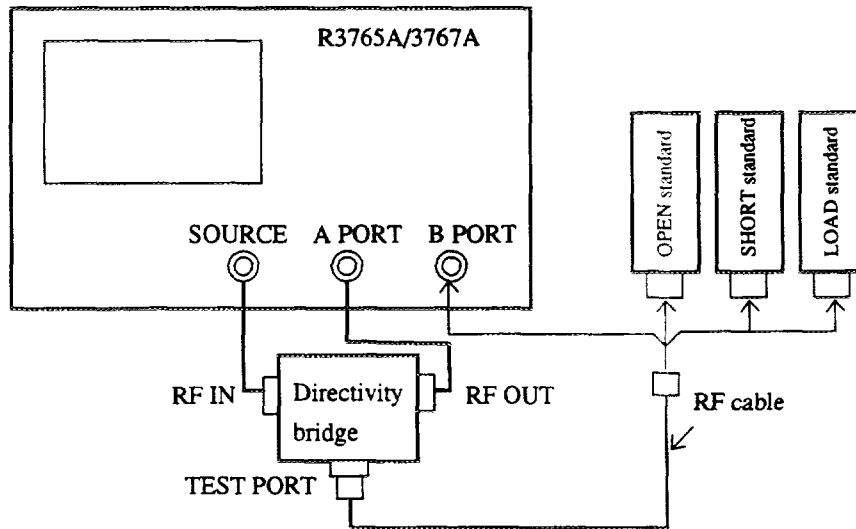 R3765A/3767A
SOURCE
A PORT
B PORT
OPEN standard
SHORT standard
LOAD standard
RF IN
Directivity
bridge
RF OUT
RF cable
TEST PORT